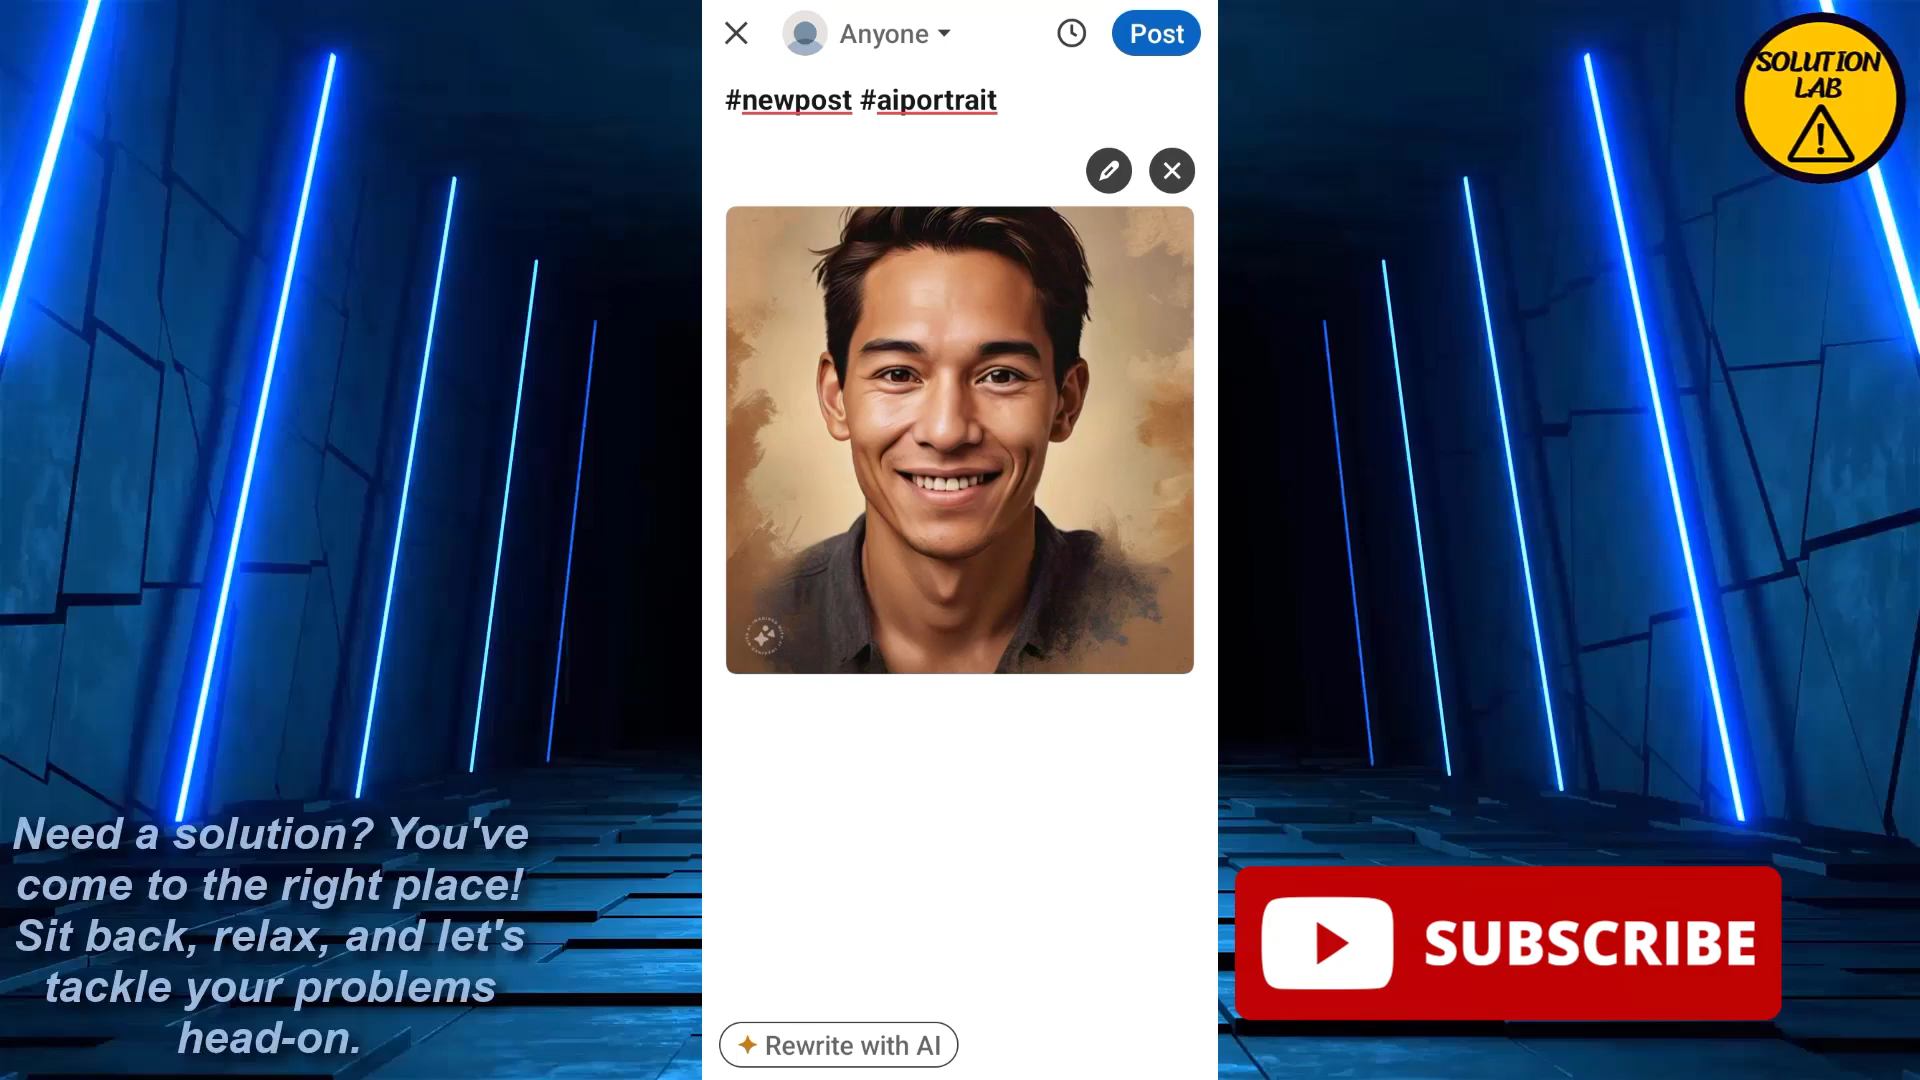 Anyone
Post
#newpost #aiportrait
SOLUTION
LAB
Need a solution? You've
come to the right place!
Sit back, relax, and let's
tackle your problems
head-on.
SUBSCRIBE
Rewrite with AI